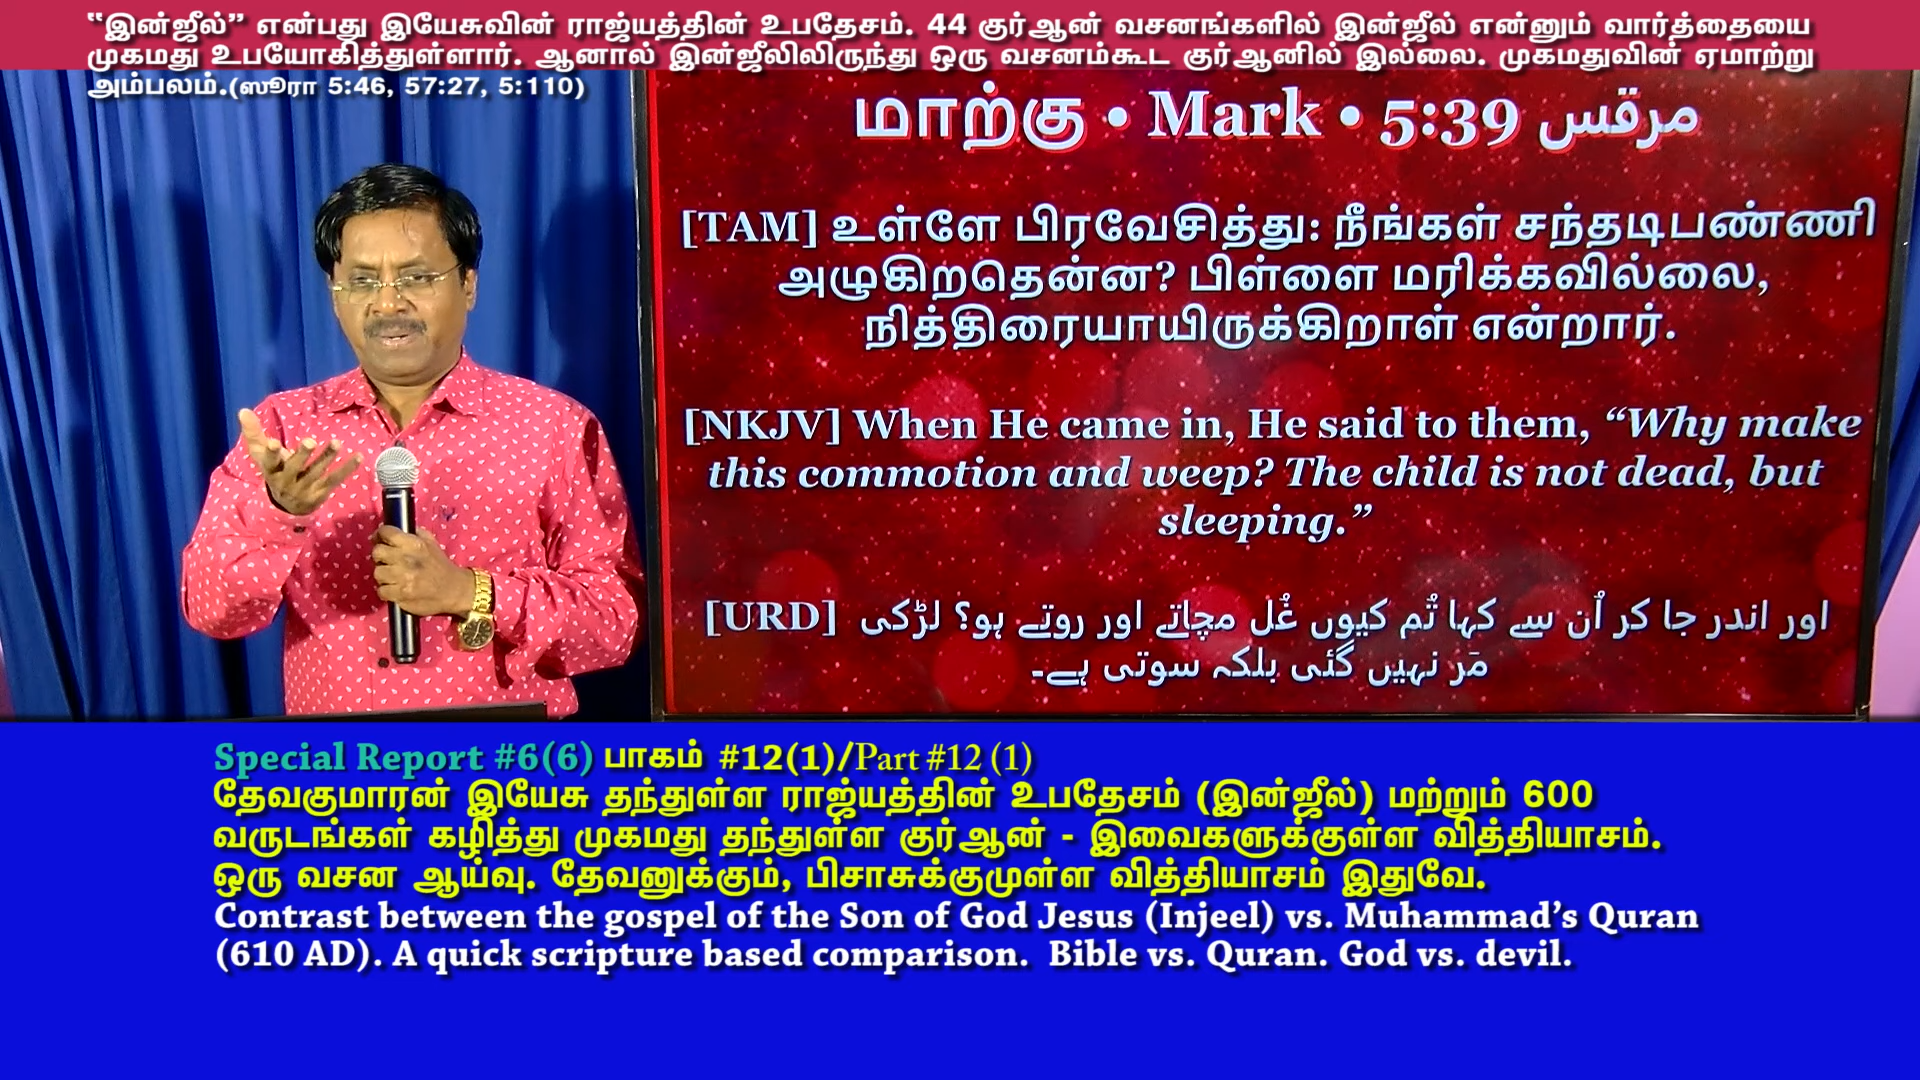 “இன்ஜீல்” என்பது இயேசுவின் ராஜ்யத்தின் உபதேசம். 44 குர்ஆன் வசனங்களில் இன்ஜீல் என்னும் வார்த்தையை
முகமது உபயோகித்துள்ளார். ஆனால் இன்ஜீலிலிருந்து ஒரு வசனம்கூட குர்ஆனில் இல்லை. முகமதுவின் ஏமாற்று
அம்பலம்.(ஸூரா 5:46, 57:27, 5:110)
மாற்கு • Mark • 5:39 مرقس
[TAM] உள்ளே பிரவேசித்து: நீங்கள் சந்தடிபண்ணி
அழுகிறதென்ன? பிள்ளை மரிக்கவில்லை,
நித்திரையாயிருக்கிறாள் என்றார்.
[NKJV] When He came in, He said to them, “Why make
this commotion and weep? The child is not dead, but
sleeping.”
[URD] اور اندر جا کر اُن سے کہا تُم کیوں غُل مچاتے اور روتے ہو؟ لڑکی
مَر نہیں گئی بلکہ سوتی ہے۔
Special Report #6(6) பாகம் #12(1)/Part #12 (1)
தேவகுமாரன் இயேசு தந்துள்ள ராஜ்யத்தின் உபதேசம் (இன்ஜீல்) மற்றும் 600
வருடங்கள் கழித்து முகமது தந்துள்ள குர்ஆன் - இவைகளுக்குள்ள வித்தியாசம்.
ஒரு வசன ஆய்வு. தேவனுக்கும், பிசாசுக்குமுள்ள வித்தியாசம் இதுவே.
Contrast between the gospel of the Son of God Jesus (Injeel) vs. Muhammad’s Quran
(610 AD). A quick scripture based comparison.  Bible vs. Quran. God vs. devil.